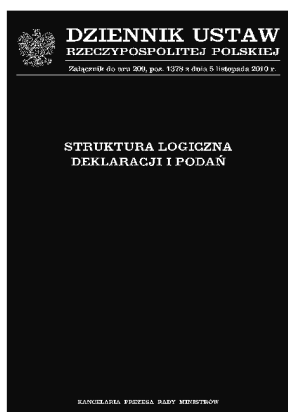 DZIENNIK USTAW
RZECZYPOSPOLITEJ POLSKIEJ
Załącznik do nru 209, poz. 1378 z dnia 5 listopada 2010 r.
STRUKTURA LOGICZNA
DEKLARACJI I PODAŃ
KANCELARIA PREZESA RADY MINISTRÓW